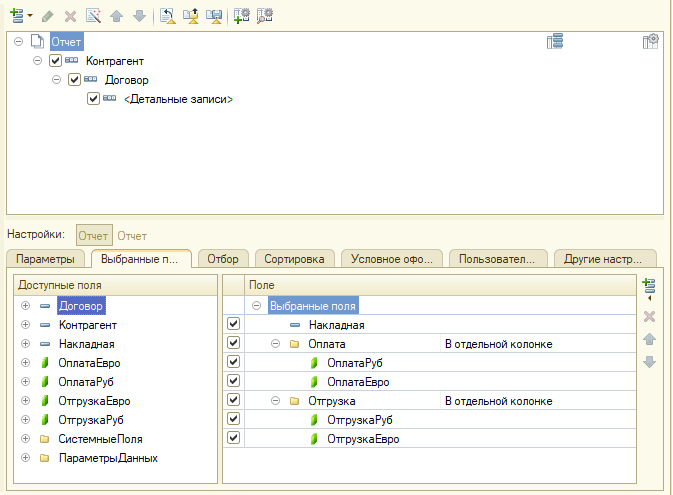 Отчет
Контрагент
Договор
<Детальные записи>
Настройки: Отчет Отчет
Параметры Выбранные п... Отбор Сортировка Условное офо... Пользовател... Другие настр...
Доступные поля Поле
Договор Выбранные поля
Контрагент Накладная
Накладная Оплата В отдельной колонке
ОплатаЕвро ОплатаРуб
ОплатаРуб ОплатаЕвро
ОтгрузкаЕвро Отгрузка В отдельной колонке
ОтгрузкаРуб ОтгрузкаРуб
СистемныеПоля ОтгрузкаЕвро
ПараметрыДанных